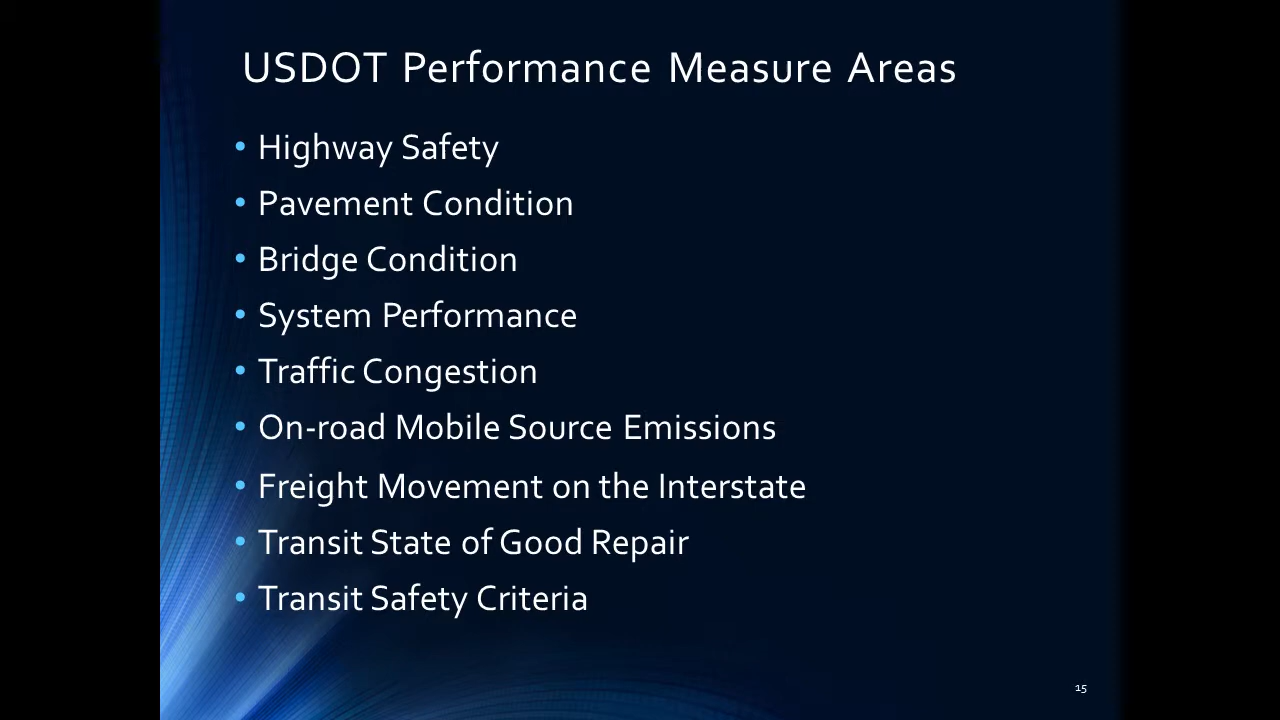 USDOT Performance Measure Areas
• Highway Safety
• Pavement Condition
• Bridge Condition
• System Performance
• Traffic Congestion
• On-road Mobile Source Emissions
• Freight Movement on the Interstate
• Transit State of Good Repair
• Transit Safety Criteria
15